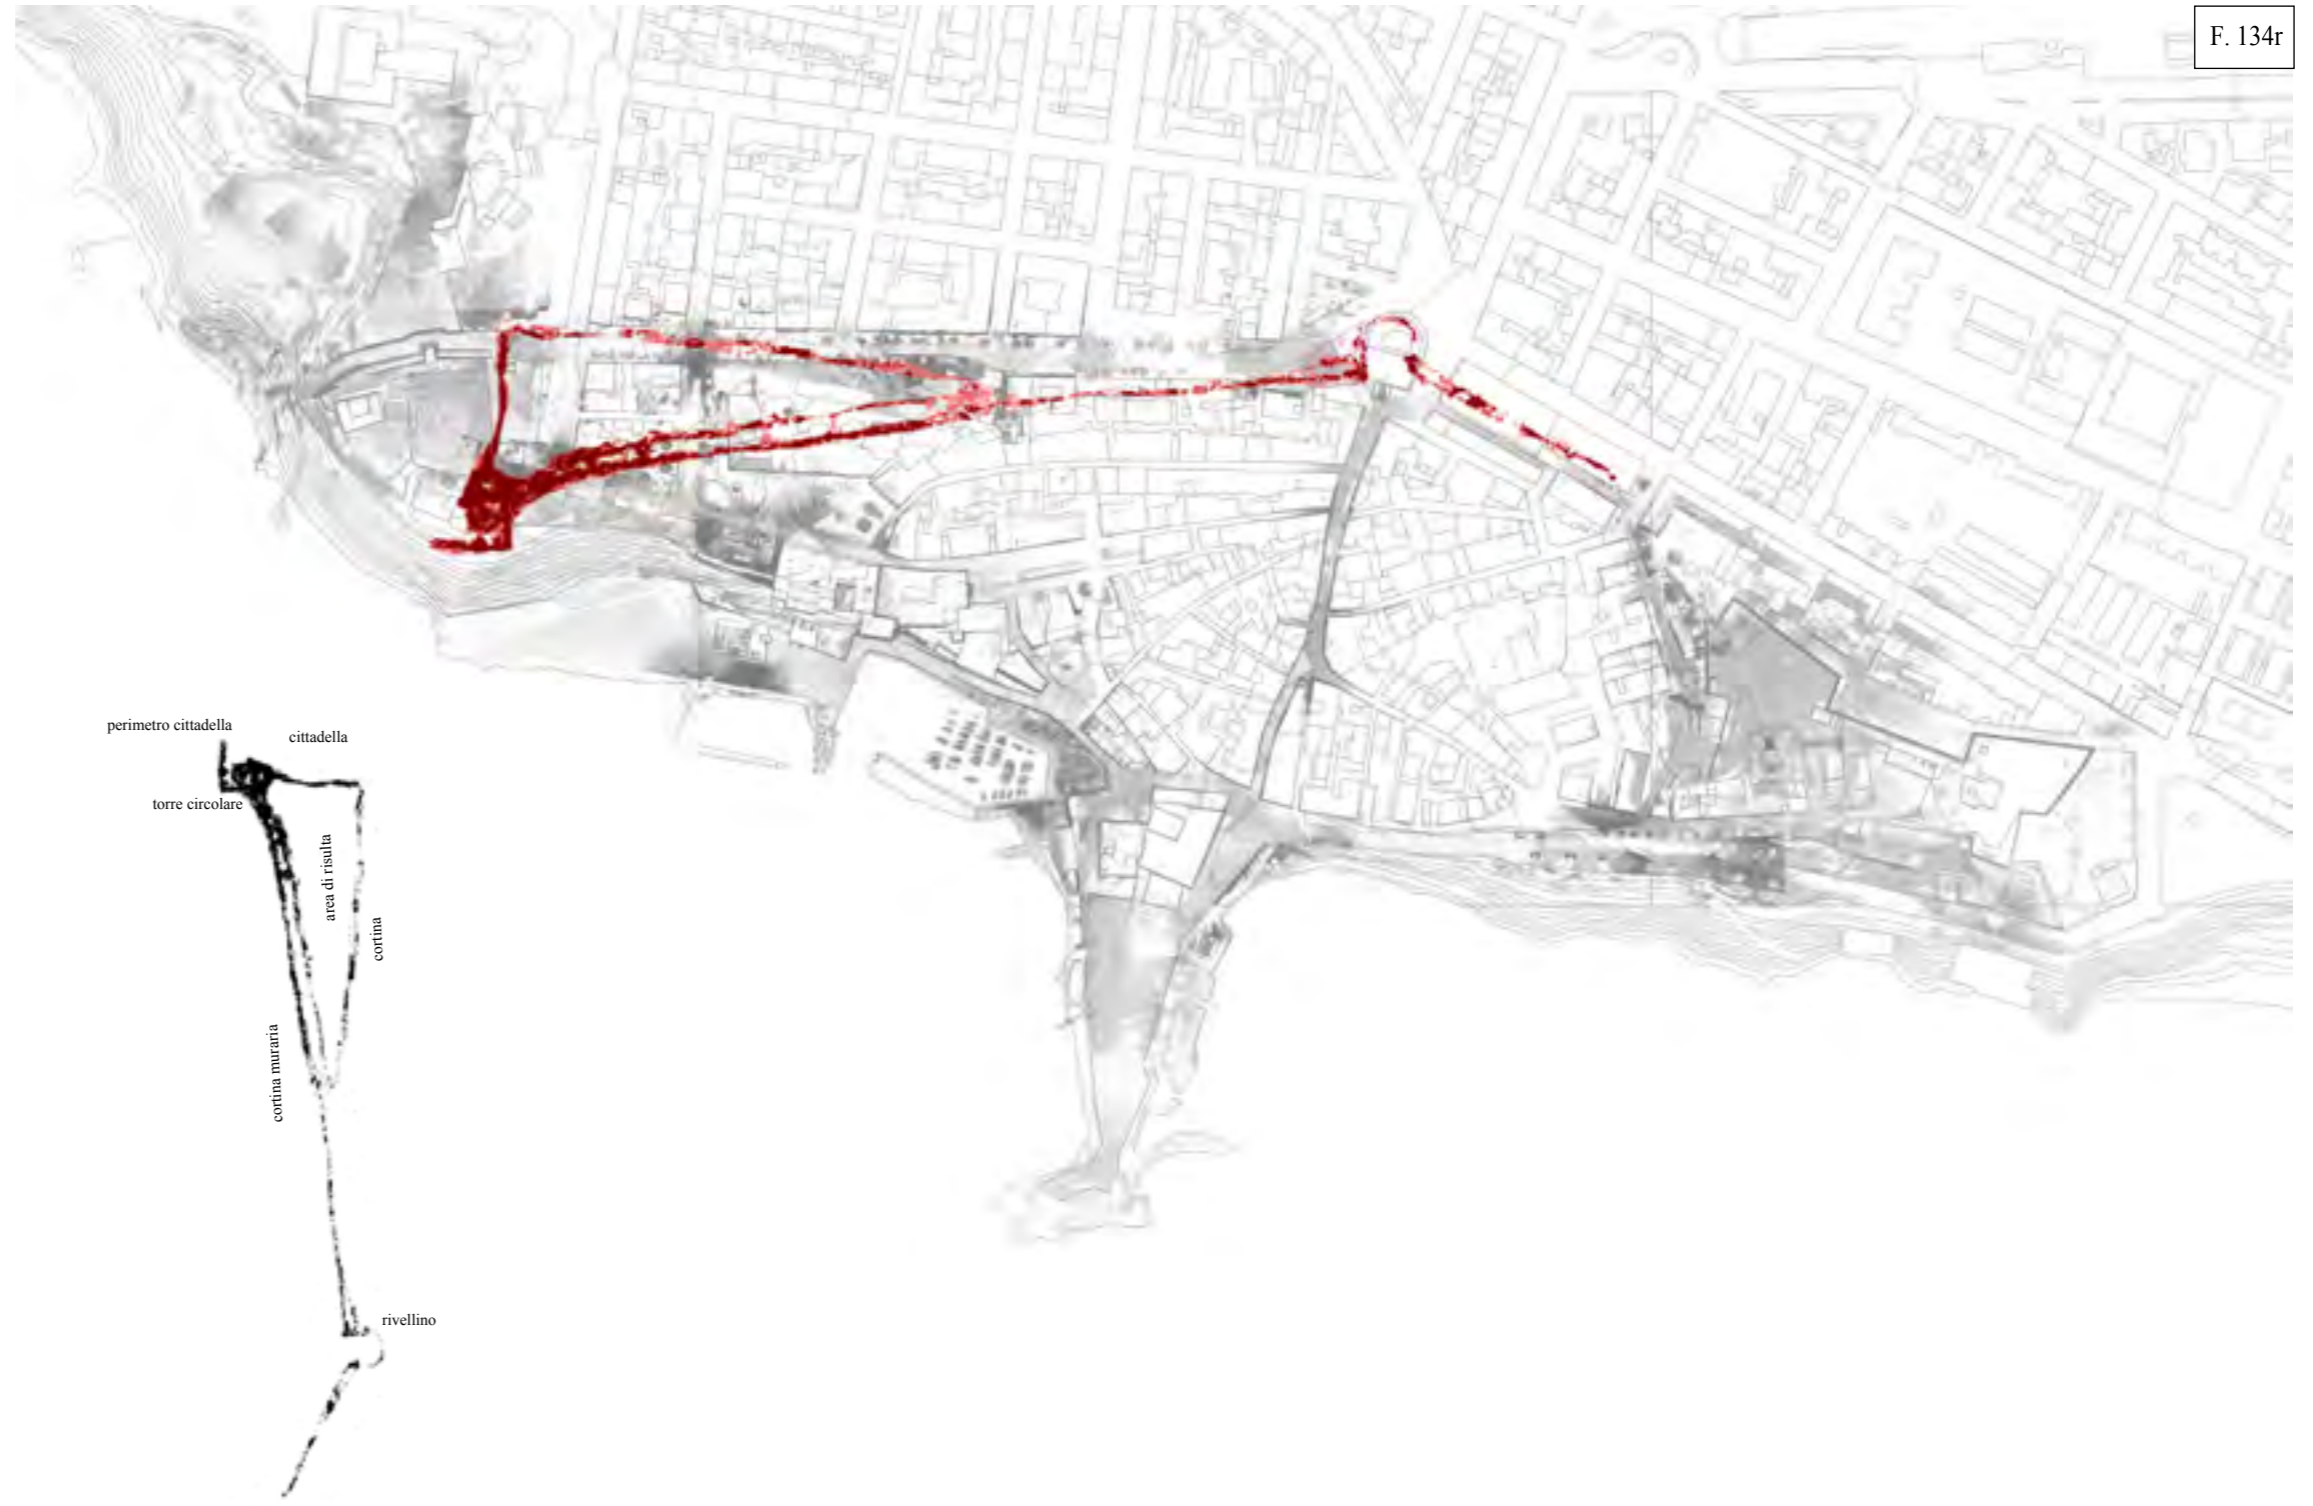 F. 134r
perimetro cittadella
cittadella
torre circolare
area di risulta
cortina
cortina muraria
rivellino